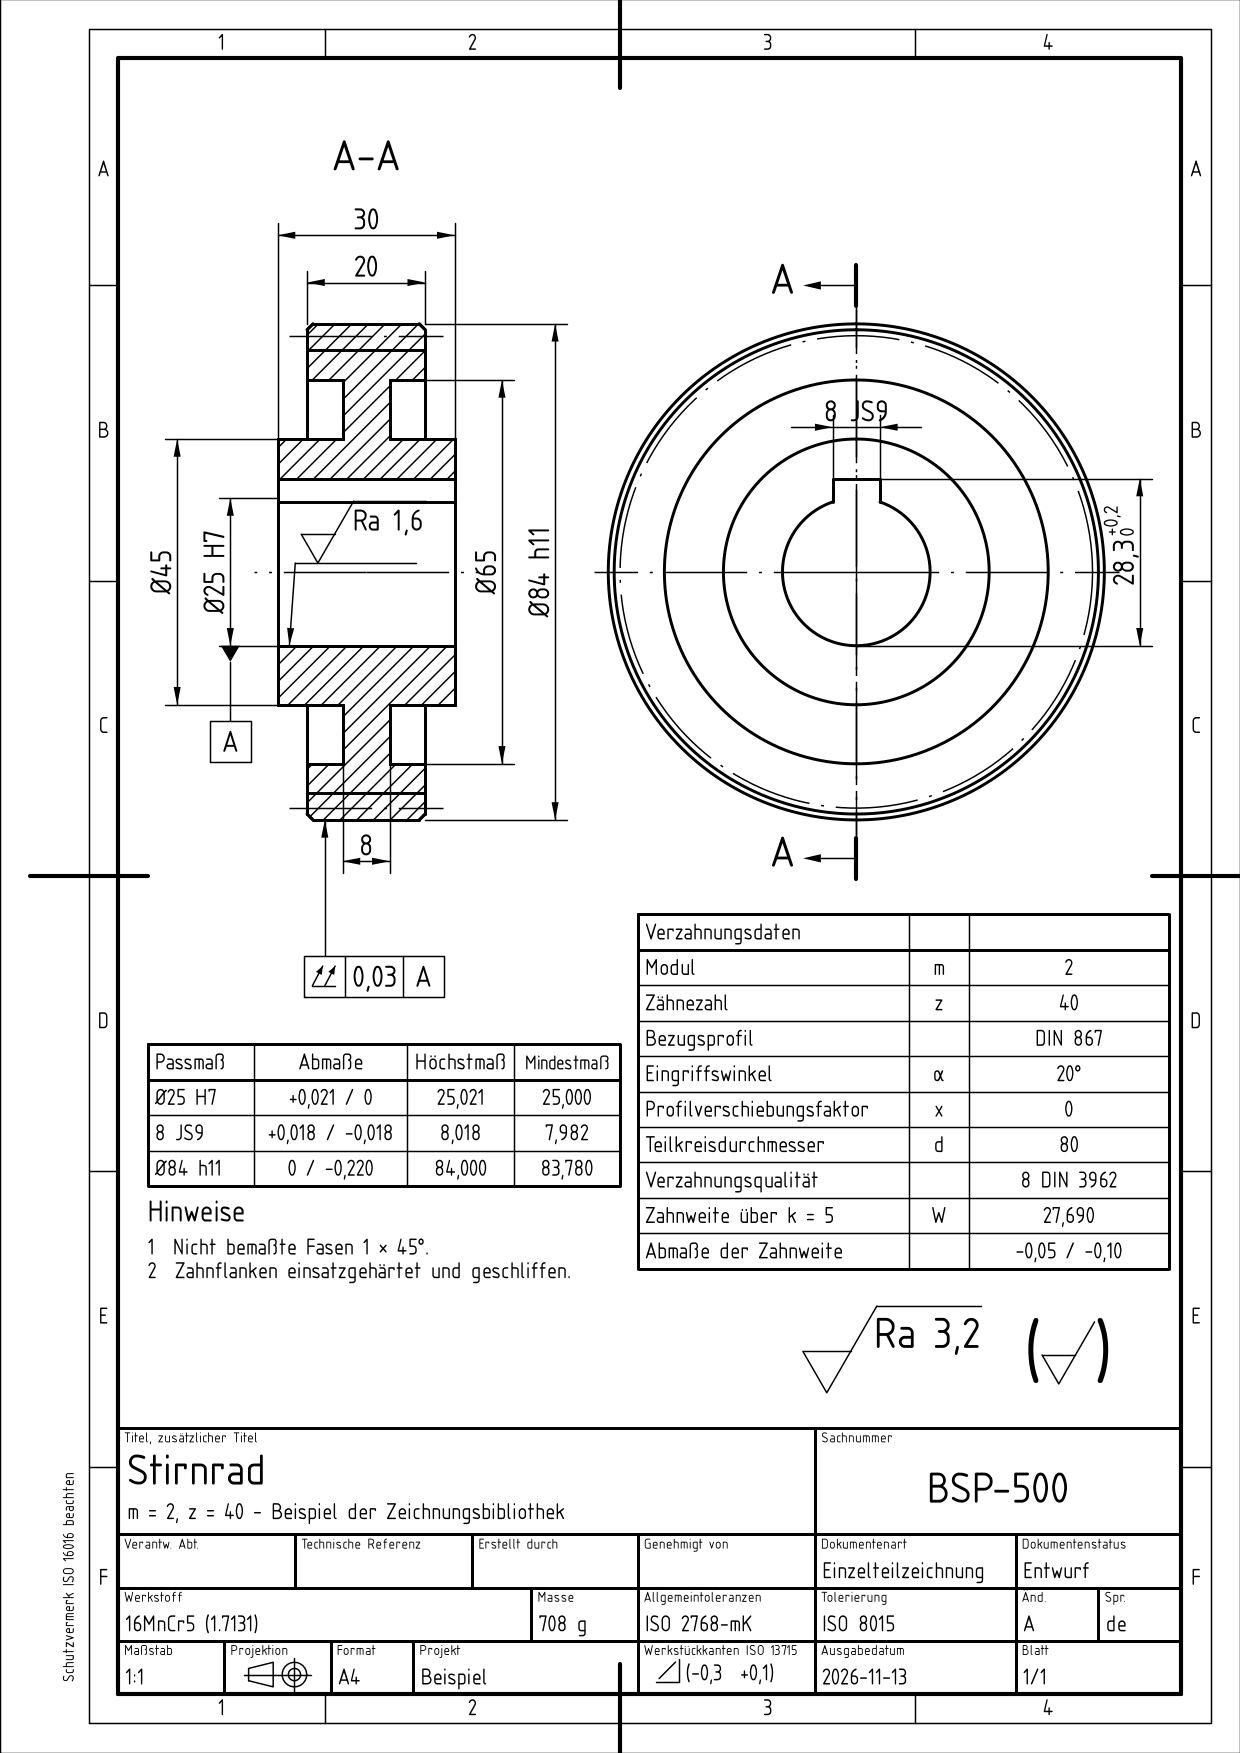 1 2 3 4
A A
B B
C C
D D
E E
F F
A-A
30
20
Ø45
Ø25 H7
Ra 1,6
Ø65
Ø84 h11
A
8
0,03 A
A
8 JS9
28,3 +0,2 0
A
Verzahnungsdaten
Modul m 2
Zähnezahl z 40
Bezugsprofil DIN 867
Eingriffswinkel α 20°
Profilverschiebungsfaktor x 0
Teilkreisdurchmesser d 80
Verzahnungsqualität 8 DIN 3962
Zahnweite über k = 5 W 27,690
Abmaße der Zahnweite -0,05 / -0,10
Passmaß Abmaße Höchstmaß Mindestmaß
Ø25 H7 +0,021 / 0 25,021 25,000
8 JS9 +0,018 / -0,018 8,018 7,982
Ø84 h11 0 / -0,220 84,000 83,780
Hinweise
1 Nicht bemaßte Fasen 1 × 45°.
2 Zahnflanken einsatzgehärtet und geschliffen.
Ra 3,2 ( )
Titel, zusätzlicher Titel
Stirnrad
m = 2, z = 40 - Beispiel der Zeichnungsbibliothek
Sachnummer
BSP-500
Verantw. Abt. Technische Referenz Erstellt durch Genehmigt von Dokumentenart Dokumentenstatus
Einzelteilzeichnung Entwurf
Werkstoff Masse Allgemeintoleranzen Tolerierung Änd. Spr.
16MnCr5 (1.7131) 708 g ISO 2768-mK ISO 8015 A de
Maßstab Projektion Format Projekt Werkstückkanten ISO 13715 Ausgabedatum Blatt
1:1 A4 Beispiel (-0,3 +0,1) 2026-11-13 1/1
Schutzvermerk ISO 16016 beachten
1 2 3 4